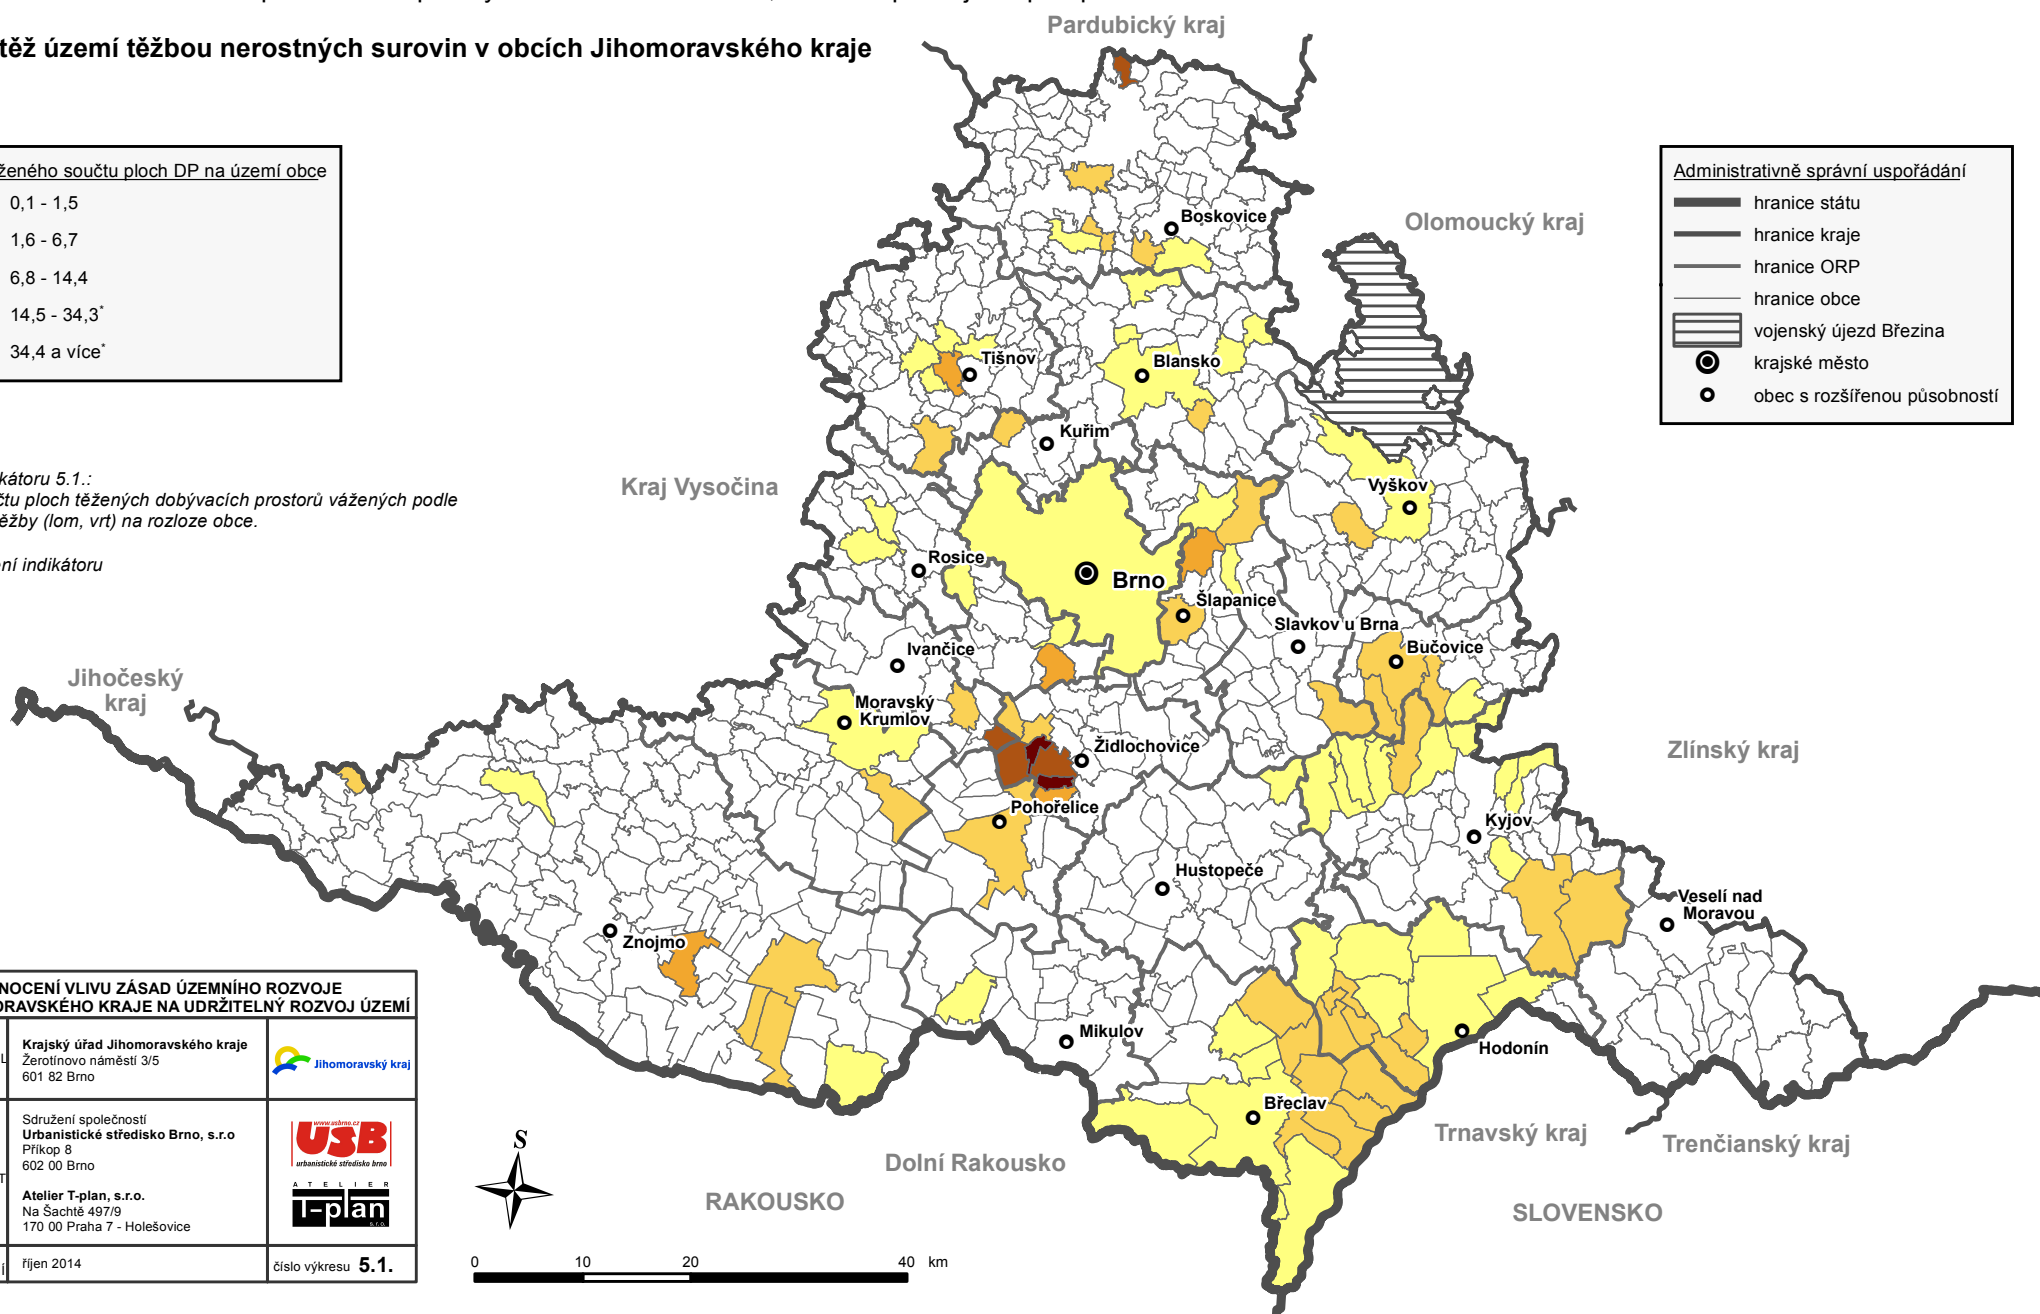 těž území těžbou nerostných surovin v obcích Jihomoravského kraje
ženého součtu ploch DP na území obce
0,1 - 1,5
1,6 - 6,7
6,8 - 14,4
14,5 - 34,3*
34,4 a více*
kátoru 5.1.:
čtu ploch těžených dobývacích prostorů vážených podle
ěžby (lom, vrt) na rozloze obce.
ení indikátoru
Administrativně správní uspořádání
hranice státu
hranice kraje
hranice ORP
hranice obce
vojenský újezd Březina
krajské město
obec s rozšířenou působností
Pardubický kraj
Olomoucký kraj
Kraj Vysočina
Jihočeský
kraj
Zlínský kraj
Trnavský kraj
Trenčianský kraj
Dolní Rakousko
RAKOUSKO
SLOVENSKO
Boskovice
Tišnov
Blansko
Kuřim
Vyškov
Rosice
Brno
Šlapanice
Slavkov u Brna
Bučovice
Ivančice
Moravský
Krumlov
Židlochovice
Pohořelice
Kyjov
Hustopeče
Veselí nad
Moravou
Znojmo
Mikulov
Hodonín
Břeclav
NOCENÍ VLIVU ZÁSAD ÚZEMNÍHO ROZVOJE
ORAVSKÉHO KRAJE NA UDRŽITELNÝ ROZVOJ ÚZEMÍ
L
Krajský úřad Jihomoravského kraje
Žerotínovo náměstí 3/5
601 82 Brno
Jihomoravský kraj
Sdružení společností
Urbanistické středisko Brno, s.r.o
Příkop 8
602 00 Brno
T
Atelier T-plan, s.r.o.
Na Šachtě 497/9
170 00 Praha 7 - Holešovice
www.usbrno.cz
USB
urbanistické středisko brno
ATELIER
T-plan
s.r.o.
Í
říjen 2014
číslo výkresu 5.1.
S
0 10 20 40 km